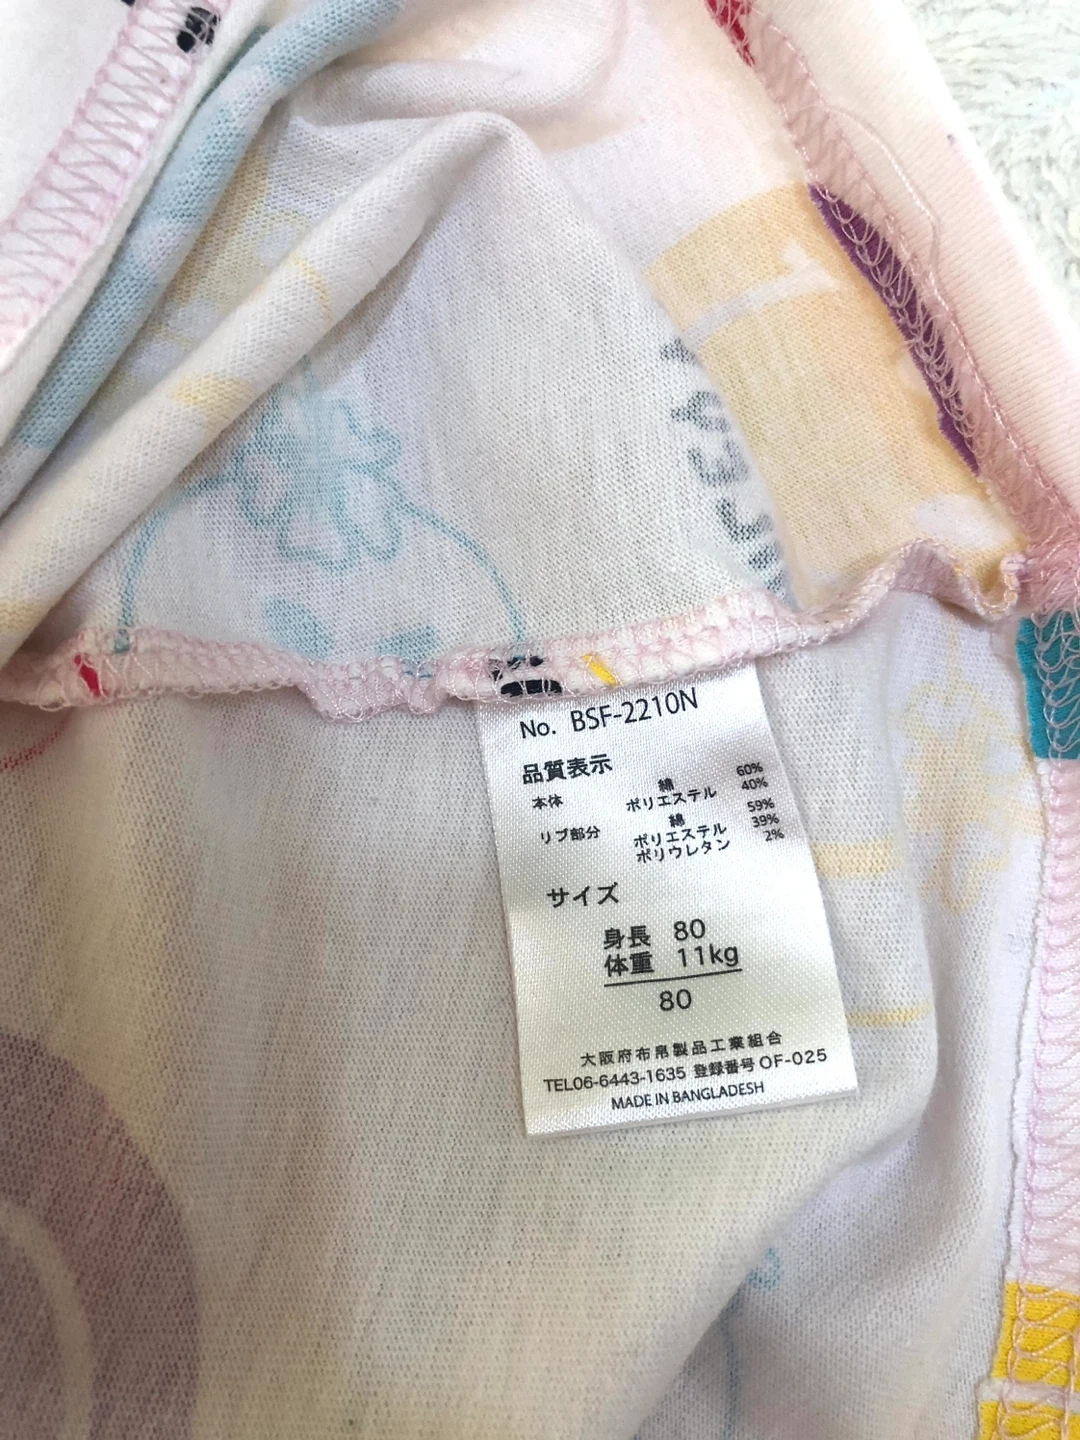 No. BSF-2210N
品質表示
本体 綿 60%
ポリエステル 40%
リブ部分 綿 59%
ポリエステル 39%
ポリウレタン 2%
サイズ
身長 80
体重 11kg
80
大阪府布帛製品工業組合
TEL06-6443-1635 登録番号 OF-025
MADE IN BANGLADESH